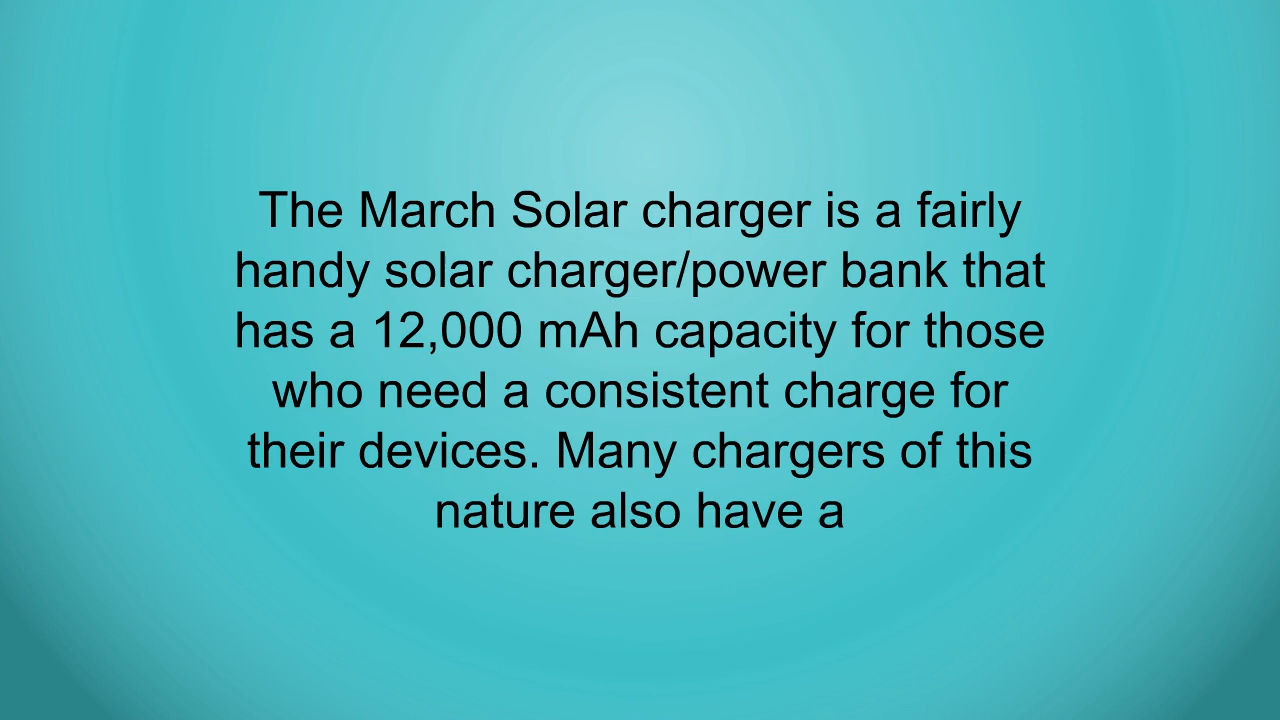 The March Solar charger is a fairly
handy solar charger/power bank that
has a 12,000 mAh capacity for those
who need a consistent charge for
their devices. Many chargers of this
nature also have a